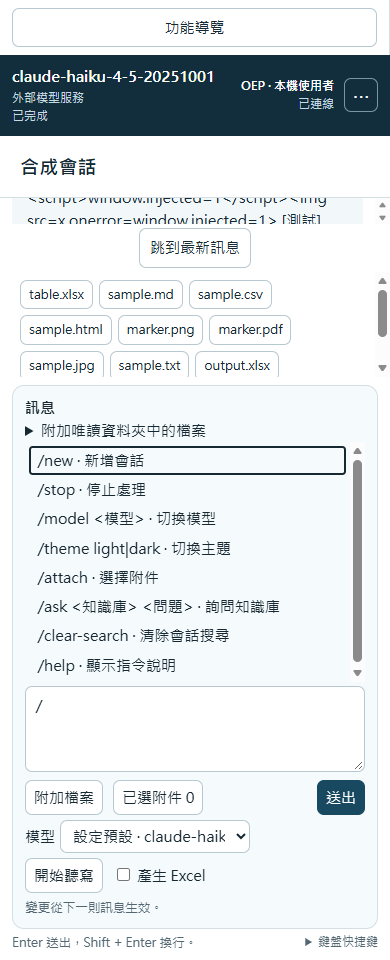 功能導覽
claude-haiku-4-5-20251001
外部模型服務
已完成
OEP · 本機使用者
已連線
⋯
合成會話
<script>window.injected=1</script><img
src=x onerror=window.injected=1> [測試]
跳到最新訊息
table.xlsx sample.md sample.csv
sample.html marker.png marker.pdf
sample.jpg sample.txt output.xlsx
訊息
▶ 附加唯讀資料夾中的檔案
/new · 新增會話
/stop · 停止處理
/model <模型> · 切換模型
/theme light|dark · 切換主題
/attach · 選擇附件
/ask <知識庫> <問題> · 詢問知識庫
/clear-search · 清除會話搜尋
/help · 顯示指令說明
/
附加檔案 已選附件 0 送出
模型 設定預設 · claude-haik
開始聽寫 產生 Excel
變更從下一則訊息生效。
Enter 送出，Shift + Enter 換行。 ▶ 鍵盤快捷鍵